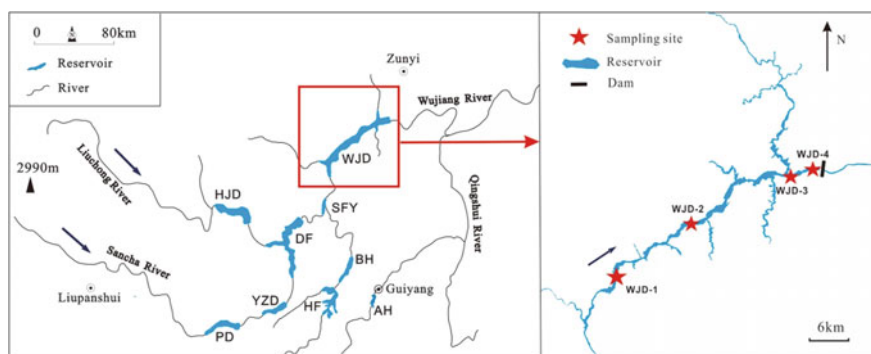 0 80km
Reservoir
River
Zunyi
Wujiang River
WJD
Liuchong River
2990m
HJD
SFY
Qingshui River
DF
Sancha River
BH
Liupanshui
Guiyang
YZD
HF
AH
PD
Sampling site
Reservoir
Dam
N
WJD-4
WJD-3
WJD-2
WJD-1
6km